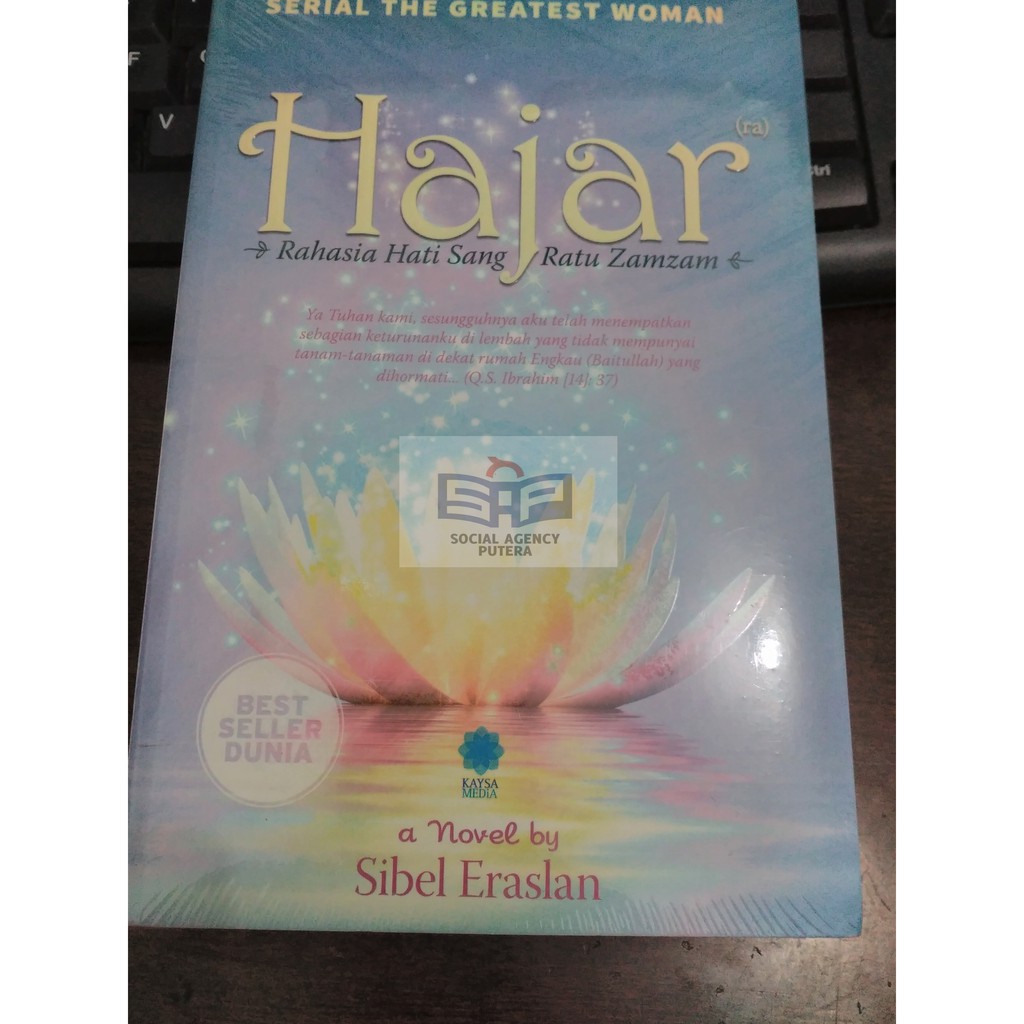 SERIAL THE GREATEST WOMAN
Hajar (ra)
Rahasia Hati Sang Ratu Zamzam
Ya Tuhan kami, sesungguhnya aku telah menempatkan
sebagian keturunanku di lembah yang tidak mempunyai
tanam-tanaman di dekat rumah Engkau (Baitullah) yang
dihormati... (Q.S. Ibrahim [14]: 37)
SAP
SOCIAL AGENCY
PUTERA
BEST
SELLER
DUNIA
KAYSA
MEDIA
a Novel by
Sibel Eraslan
F
V